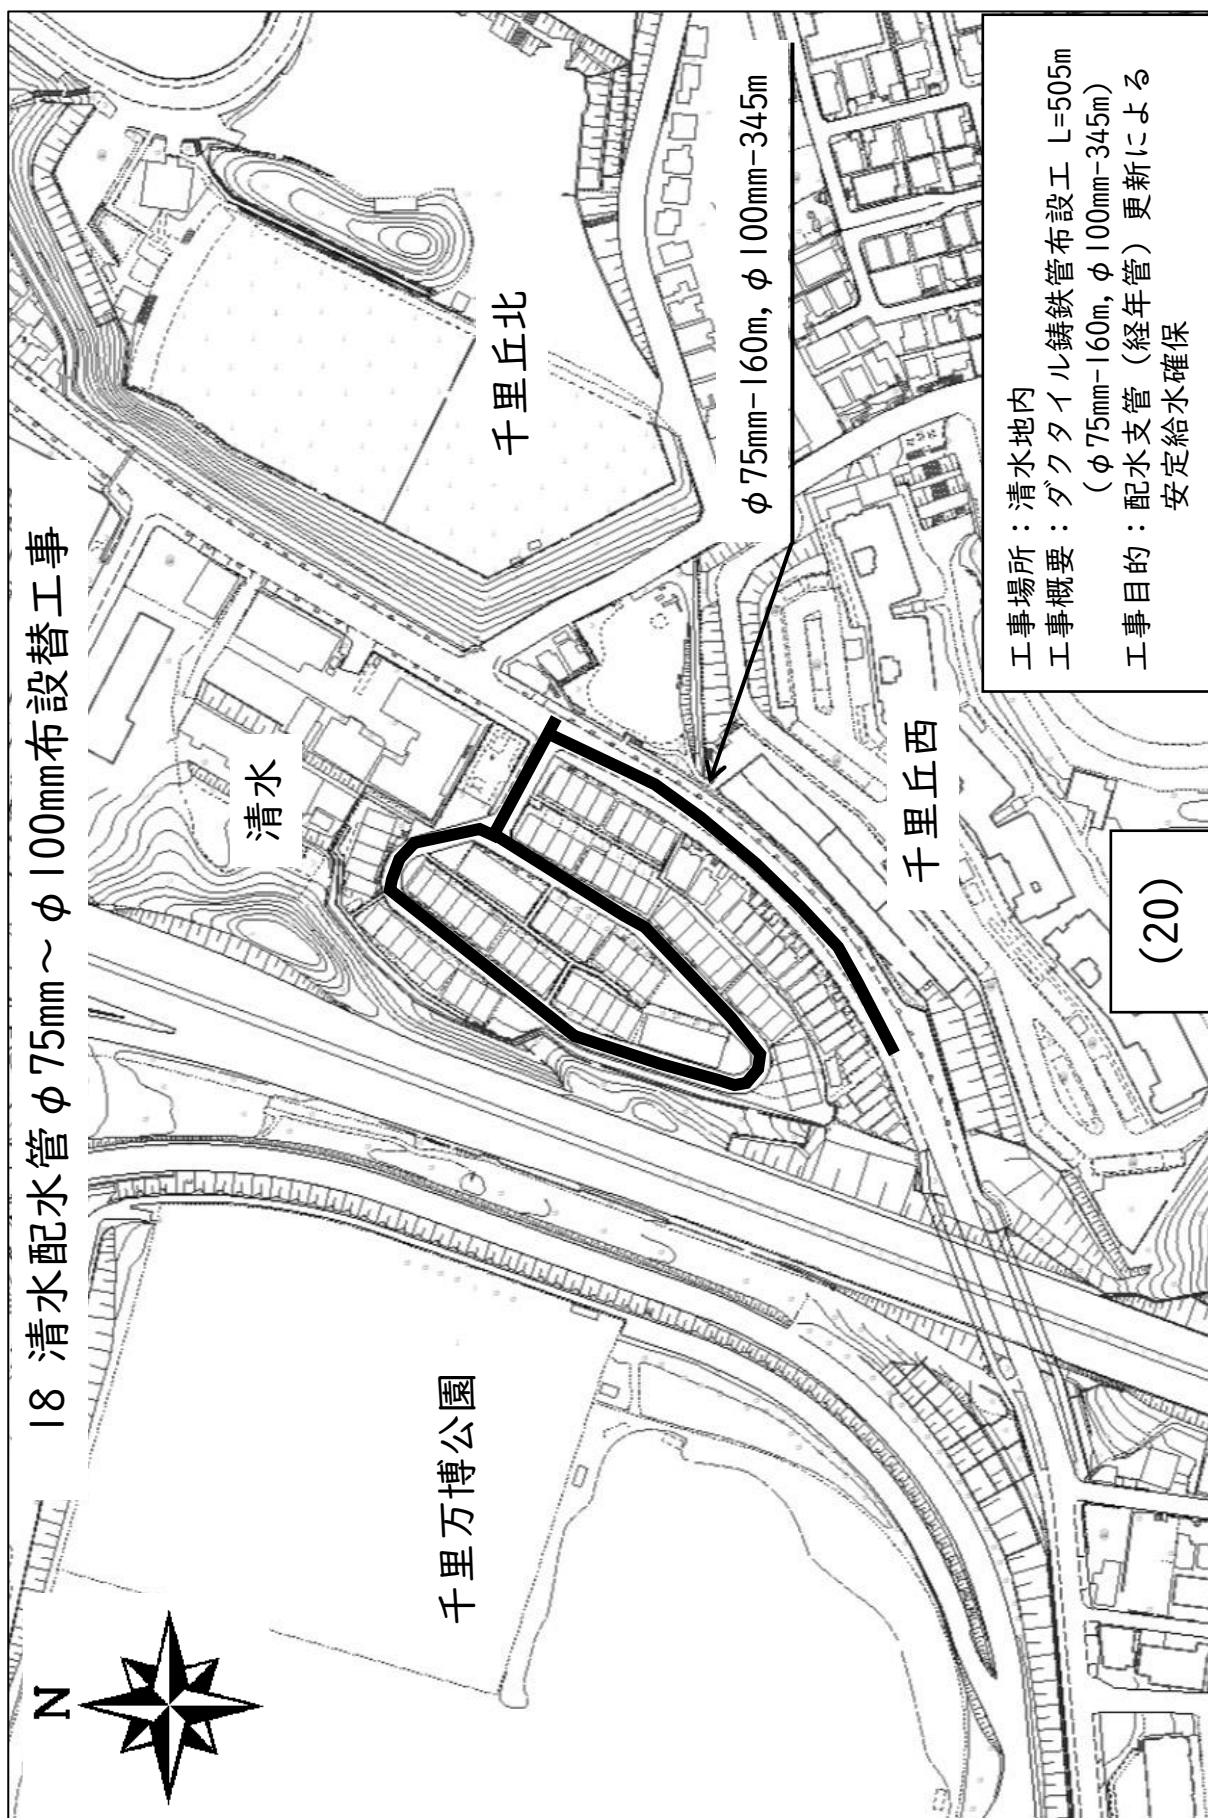 18 清水配水管φ75mm～φ100mm布設替工事
N
清水
千里丘北
φ75mm-160m, φ100mm-345m
千里丘西
千里万博公園
工事場所：清水地内
工事概要：ダクタイル鋳鉄管布設工 L=505m
(φ75mm-160m, φ100mm-345m)
工事目的：配水支管（経年管）更新による
安定給水確保
(20)